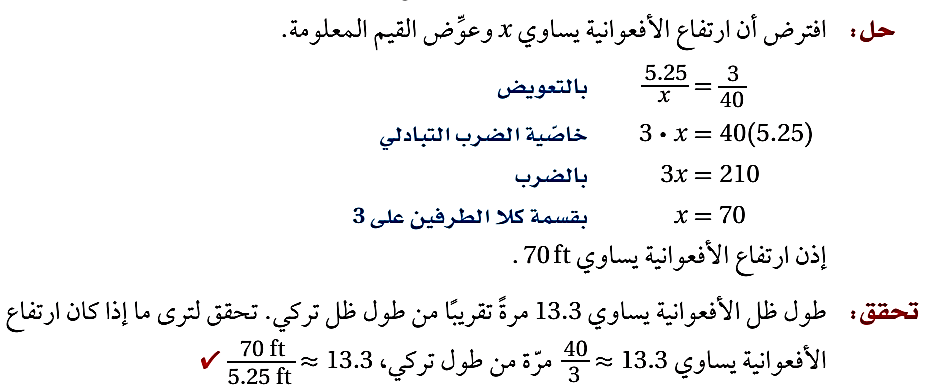 حل: افترض أن ارتفاع الأفعوانية يساوي x وعوِّض القيم المعلومة.
5.25/x = 3/40 بالتعويض
3 • x = 40(5.25) خاصّية الضرب التبادلي
3x = 210 بالضرب
x = 70 بقسمة كلا الطرفين على 3
إذن ارتفاع الأفعوانية يساوي 70 ft .
تحقق: طول ظل الأفعوانية يساوي 13.3 مرةً تقريبًا من طول ظل تركي. تحقق لترى ما إذا كان ارتفاع
الأفعوانية يساوي 13.3 ≈ 40/3 مرّة من طول تركي، 13.3 ≈ 70 ft/5.25 ft ✓